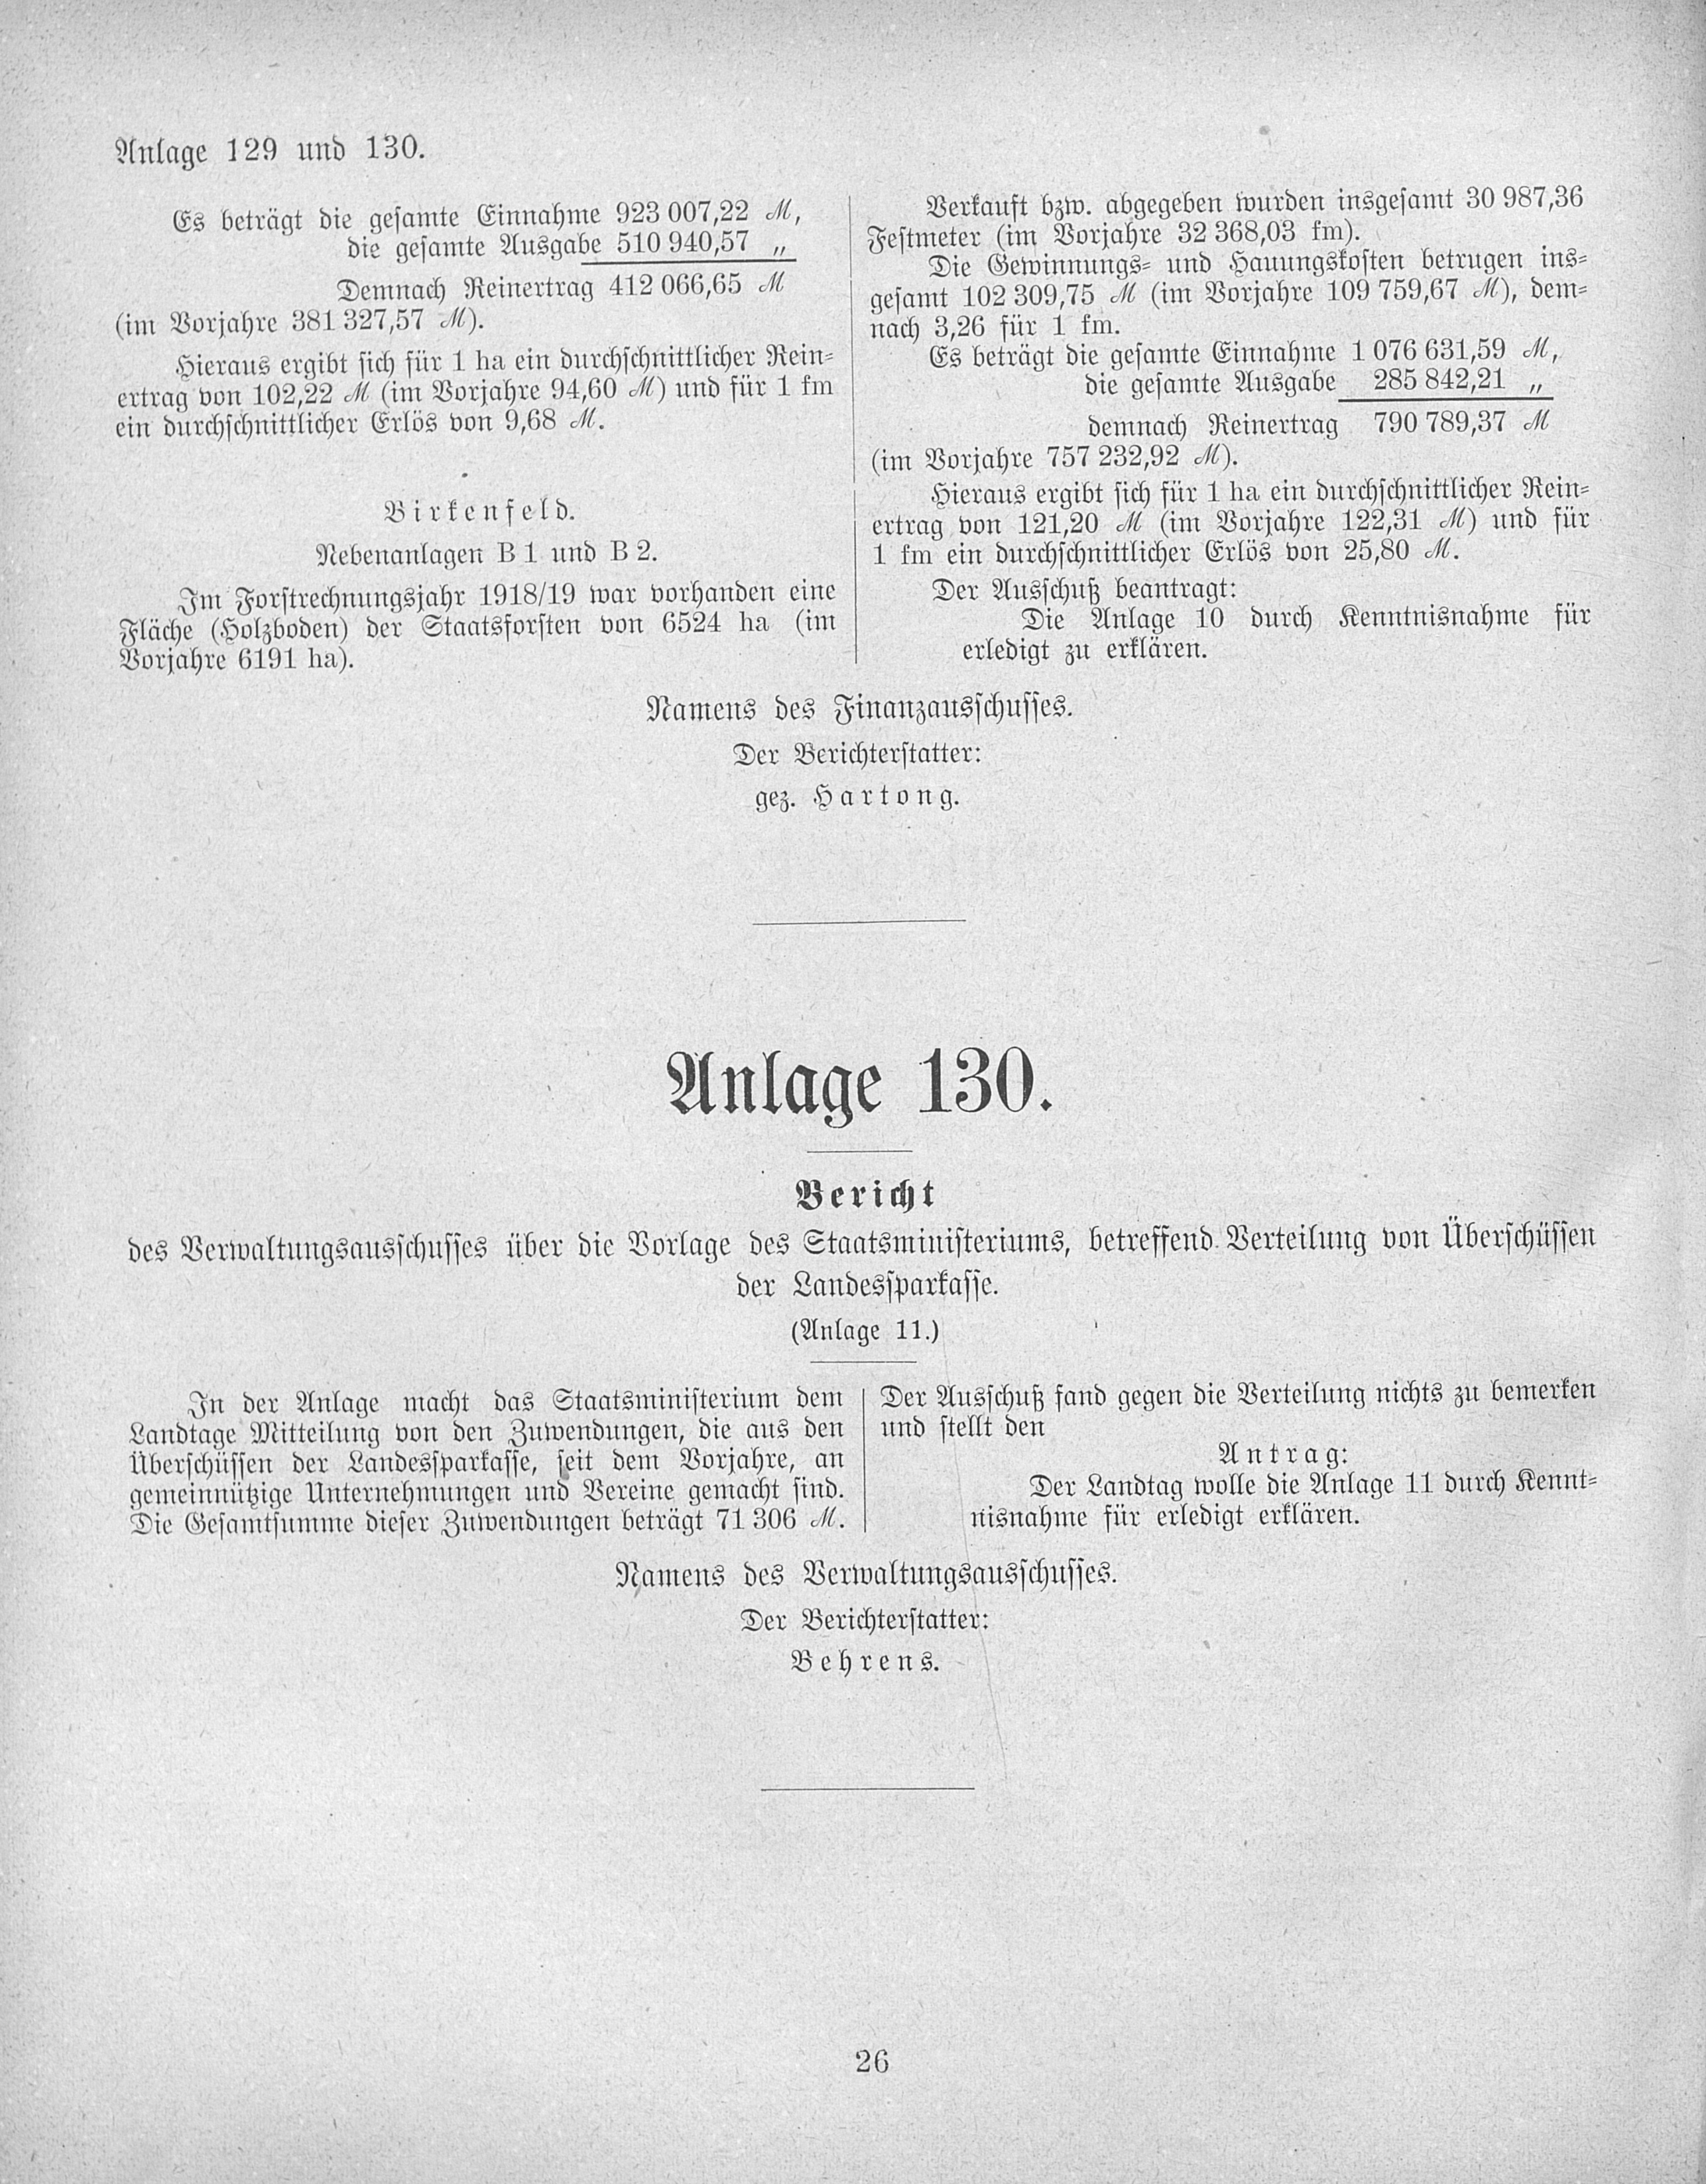 Anlage 129 und 130.
Es beträgt die gesamte Einnahme 923 007,22 ℳ,
die gesamte Ausgabe 510 940,57 „
Demnach Reinertrag 412 066,65 ℳ
(im Vorjahre 381 327,57 ℳ).
Hieraus ergibt sich für 1 ha ein durchschnittlicher Rein-
ertrag von 102,22 ℳ (im Vorjahre 94,60 ℳ) und für 1 fm
ein durchschnittlicher Erlös von 9,68 ℳ.
Birkenfeld.
Nebenanlagen B 1 und B 2.
Im Forstrechnungsjahr 1918/19 war vorhanden eine
Fläche (Holzboden) der Staatsforsten von 6524 ha (im
Vorjahre 6191 ha).
Verkauft bzw. abgegeben wurden insgesamt 30 987,36
Festmeter (im Vorjahre 32 368,03 fm).
Die Gewinnungs- und Hauungskosten betrugen ins-
gesamt 102 309,75 ℳ (im Vorjahre 109 759,67 ℳ), dem-
nach 3,26 für 1 fm.
Es beträgt die gesamte Einnahme 1 076 631,59 ℳ,
die gesamte Ausgabe 285 842,21 „
demnach Reinertrag 790 789,37 ℳ
(im Vorjahre 757 232,92 ℳ).
Hieraus ergibt sich für 1 ha ein durchschnittlicher Rein-
ertrag von 121,20 ℳ (im Vorjahre 122,31 ℳ) und für
1 fm ein durchschnittlicher Erlös von 25,80 ℳ.
Der Ausschuß beantragt:
Die Anlage 10 durch Kenntnisnahme für
erledigt zu erklären.
Namens des Finanzausschusses.
Der Berichterstatter:
gez. Hartong.
Anlage 130.
Bericht
des Verwaltungsausschusses über die Vorlage des Staatsministeriums, betreffend Verteilung von Überschüssen
der Landessparkasse.
(Anlage 11.)
In der Anlage macht das Staatsministerium dem
Landtage Mitteilung von den Zuwendungen, die aus den
Überschüssen der Landessparkasse, seit dem Vorjahre, an
gemeinnützige Unternehmungen und Vereine gemacht sind.
Die Gesamtsumme dieser Zuwendungen beträgt 71 306 ℳ.
Der Ausschuß fand gegen die Verteilung nichts zu bemerken
und stellt den
Antrag:
Der Landtag wolle die Anlage 11 durch Kennt-
nisnahme für erledigt erklären.
Namens des Verwaltungsausschusses.
Der Berichterstatter:
Behrens.
26